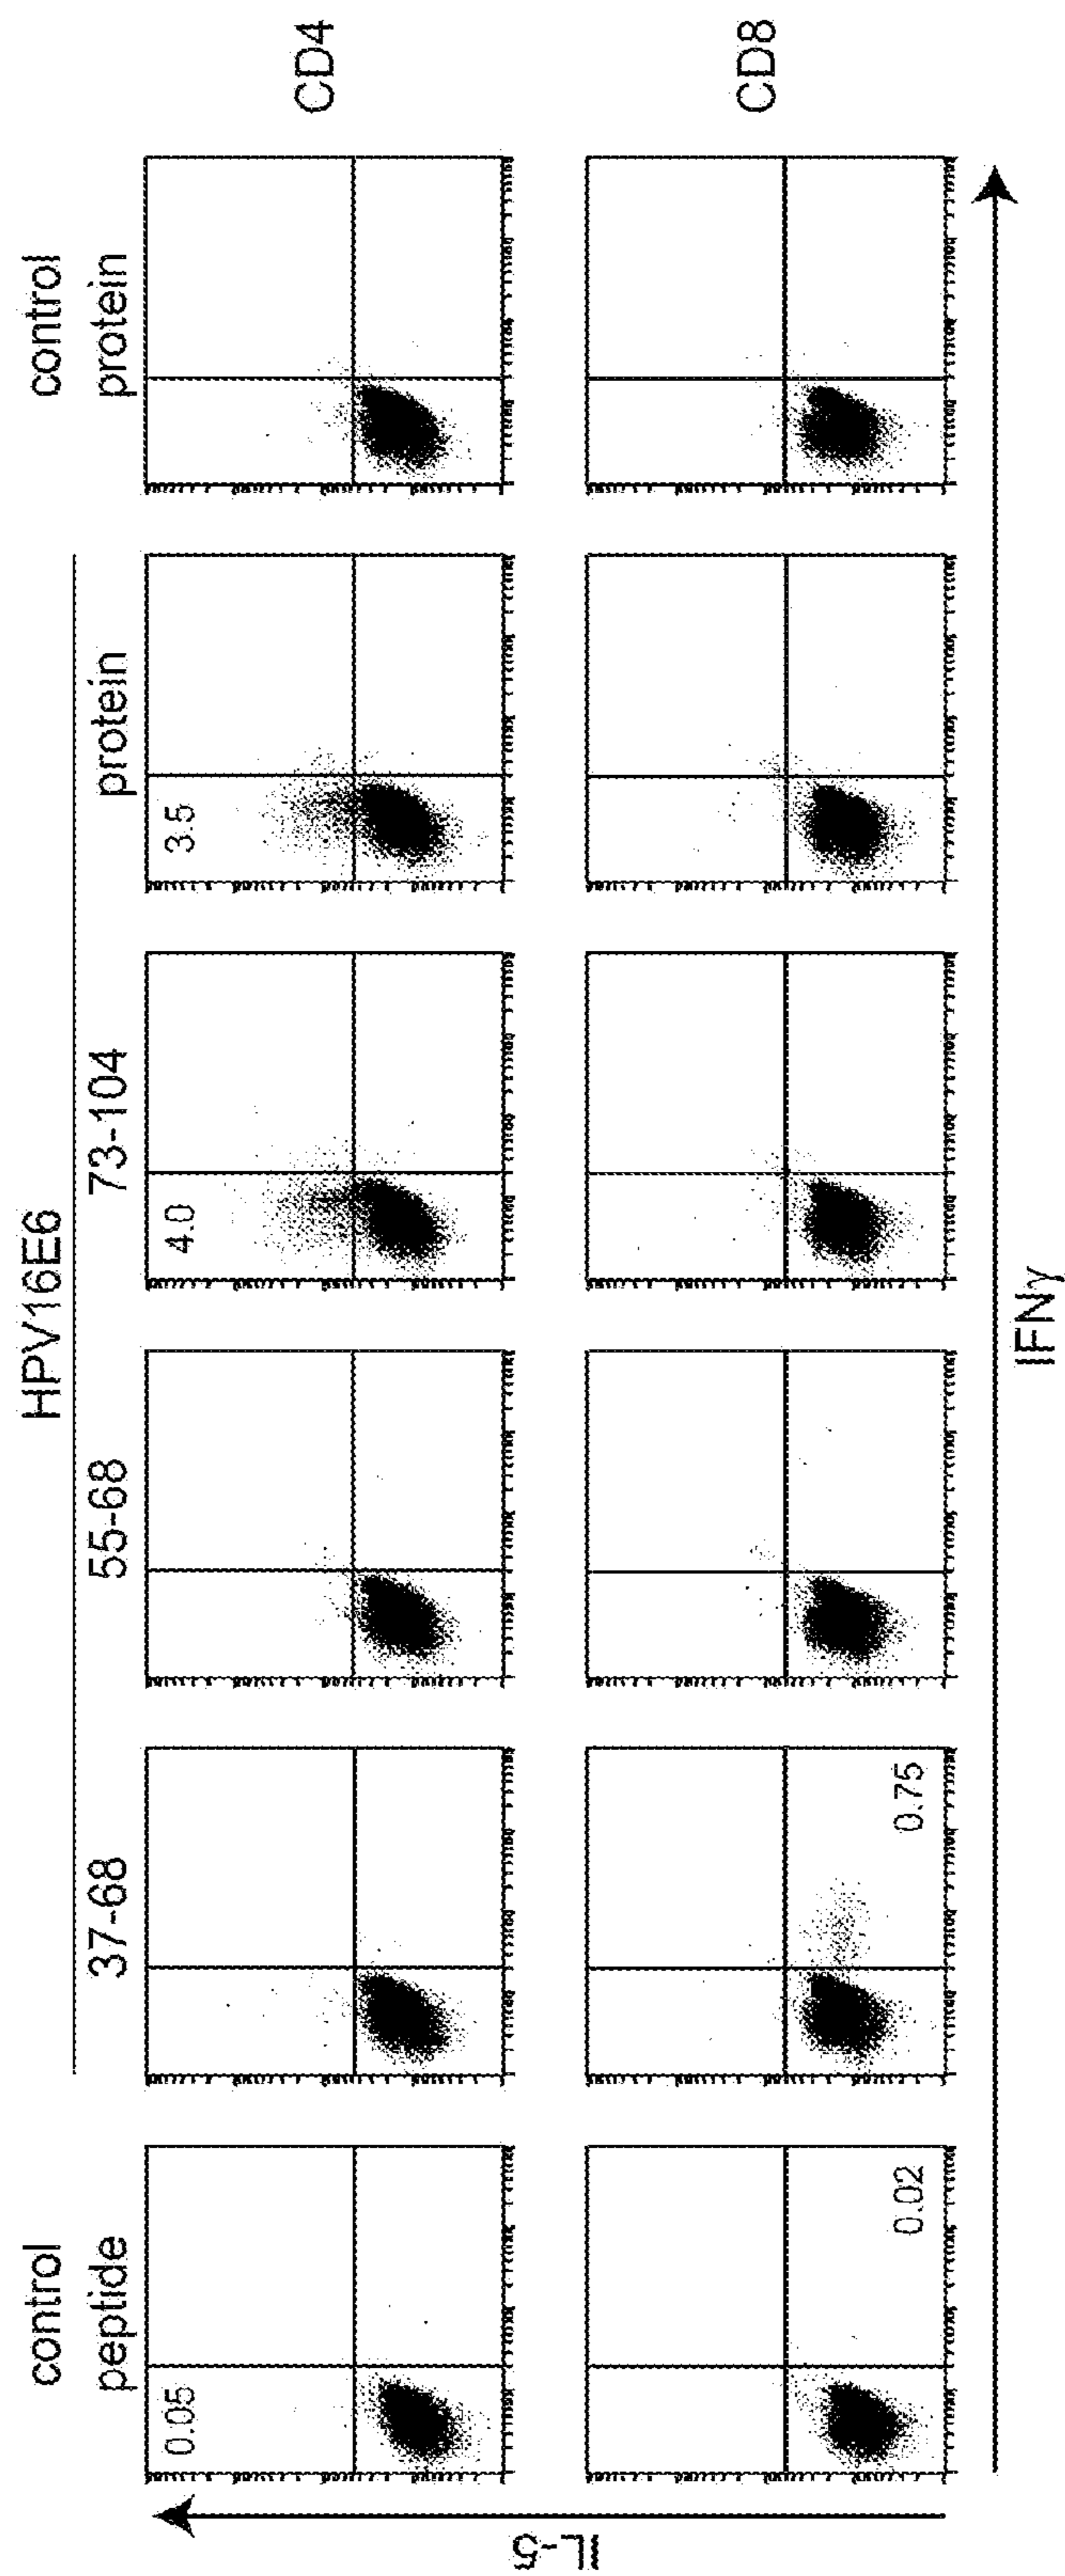 HPV16E6
control
peptide
37-68
55-68
73-104
protein
control
protein
0.05
4.0
3.5
CD4
0.02
0.75
CD8
IL-5
IFNγ